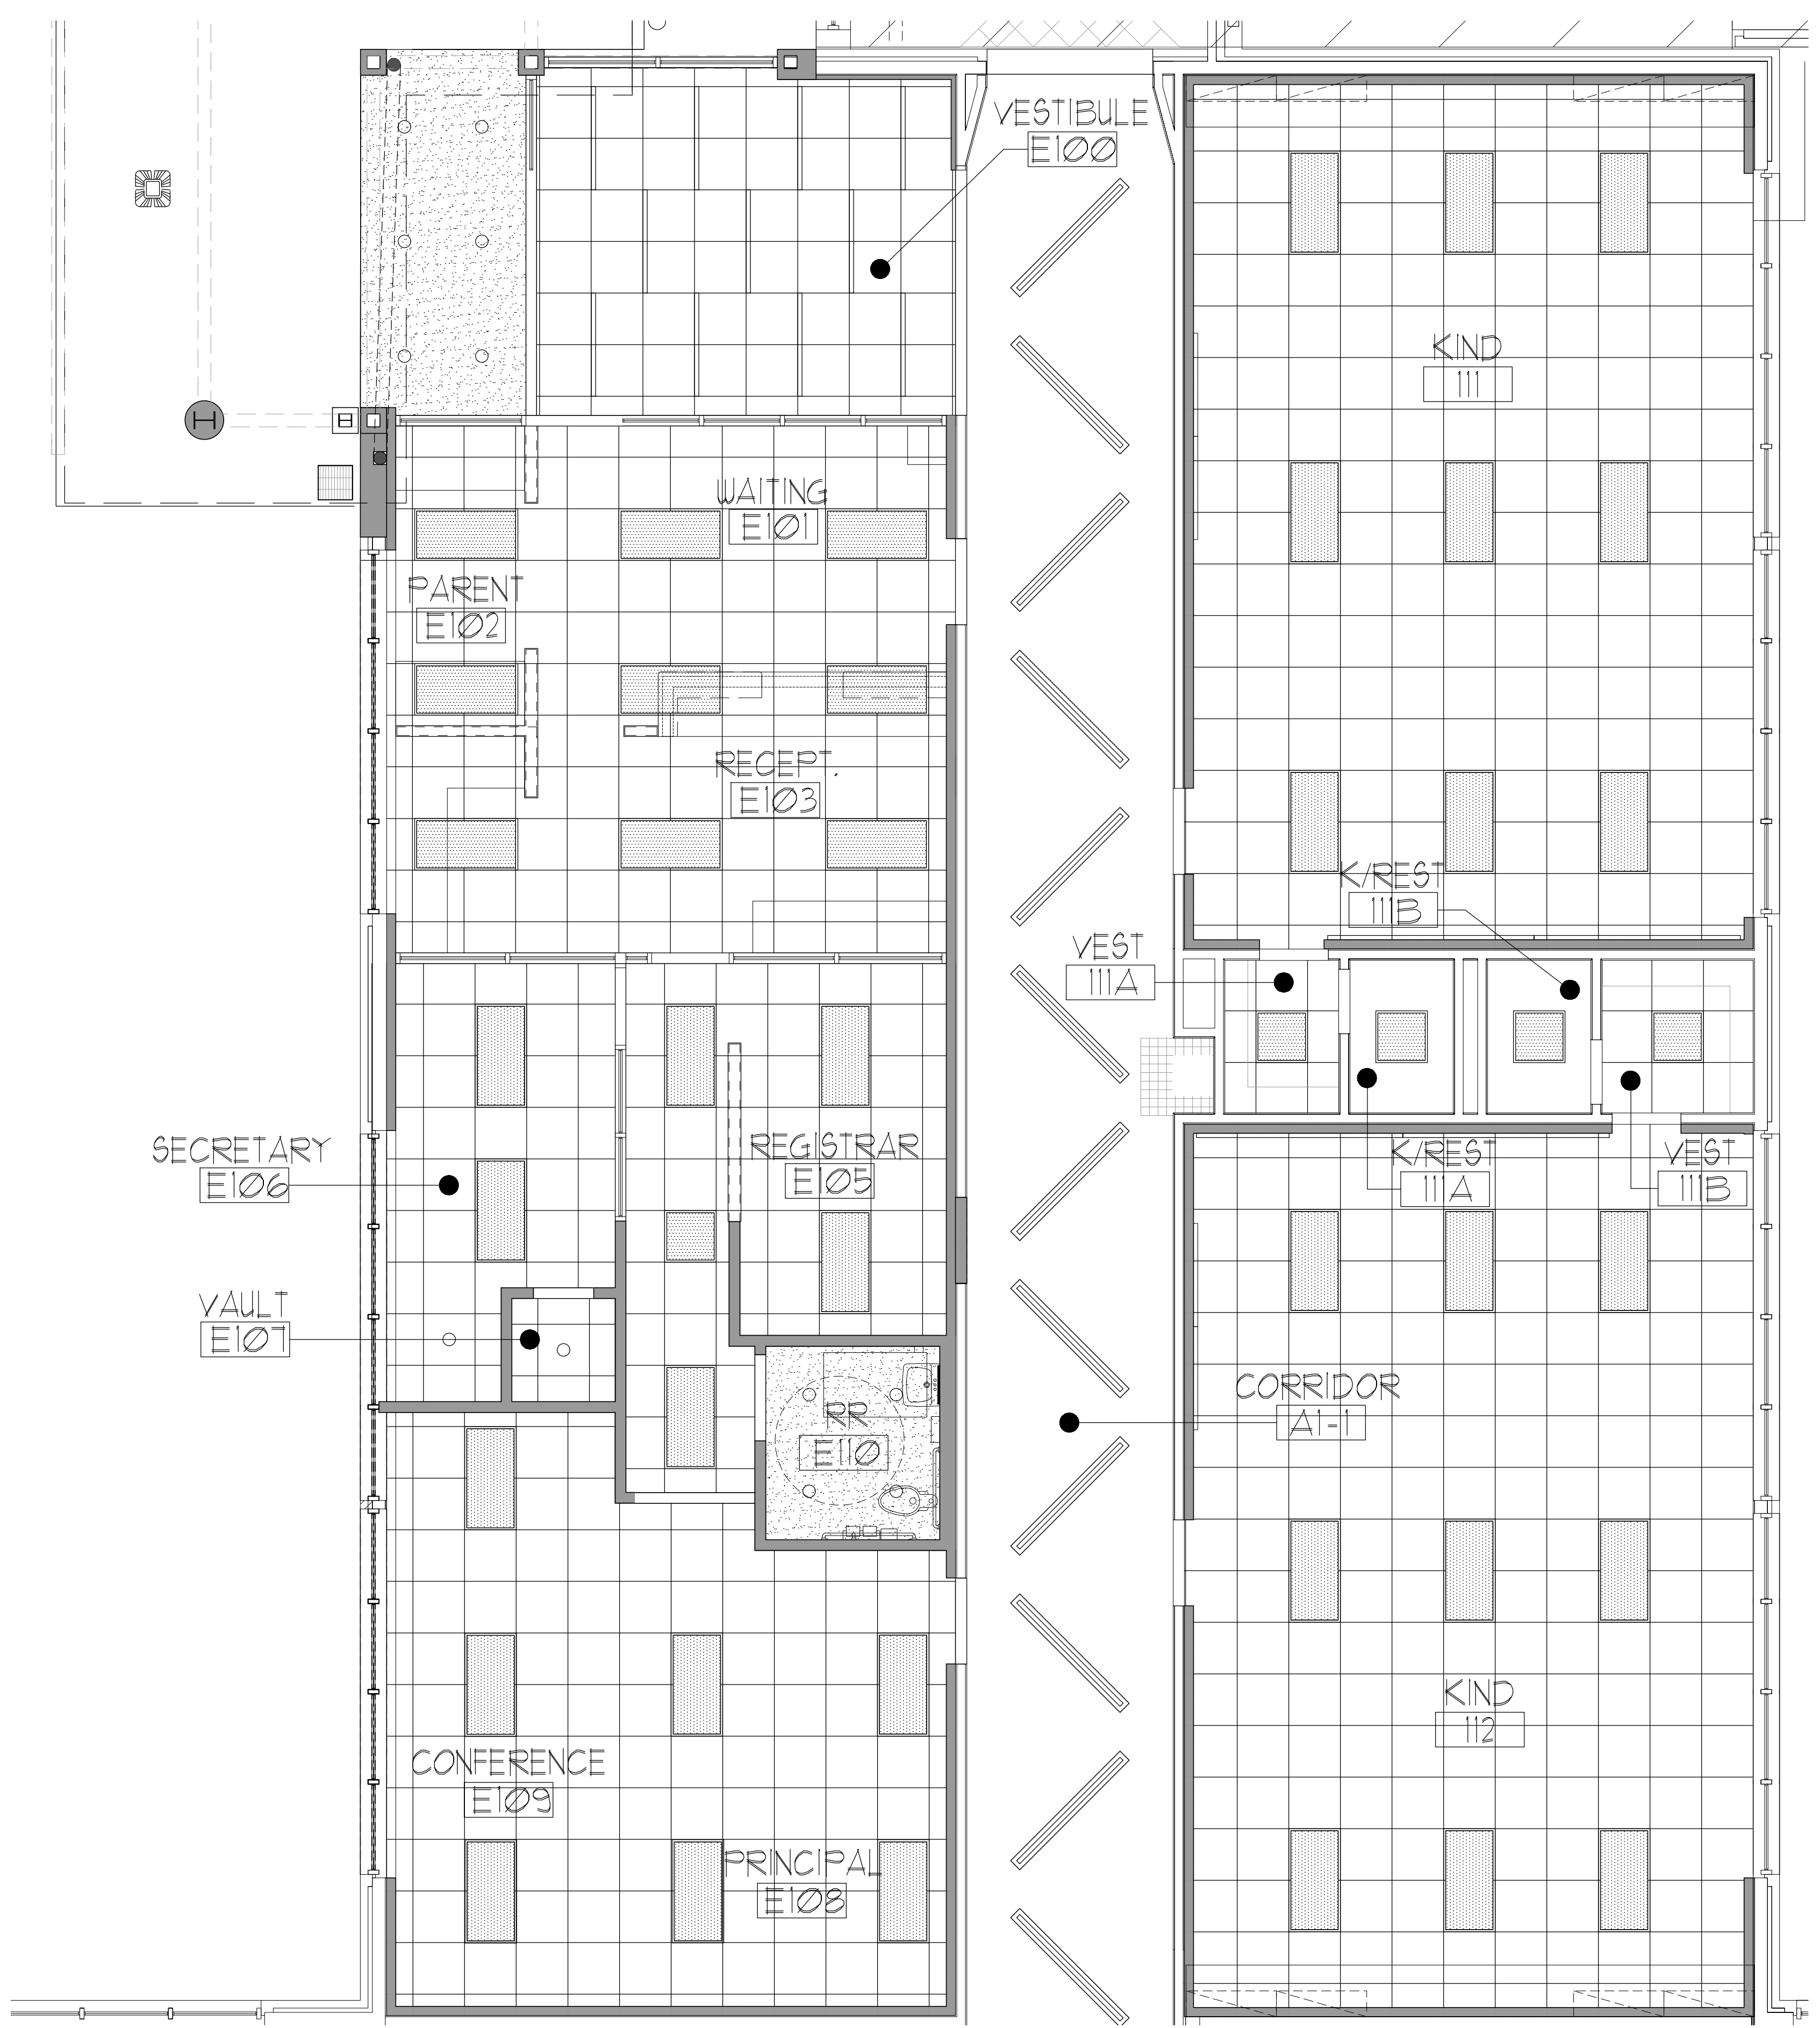 VESTIBULE
E100
KIND
111
WAITING
E101
PARENT
E102
RECEPT.
E103
K/REST
111B
VEST
111A
SECRETARY
E106
REGISTRAR
E105
K/REST
111A
VEST
111B
VAULT
E107
CORRIDOR
A1-1
RR
E110
KIND
112
CONFERENCE
E109
PRINCIPAL
E108
H